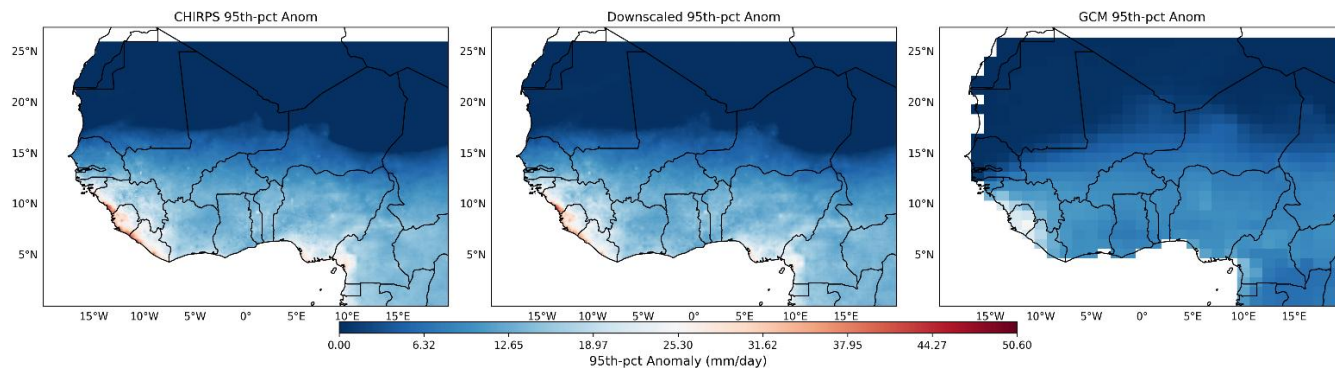 CHIRPS 95th-pct Anom
Downscaled 95th-pct Anom
GCM 95th-pct Anom
25°N
20°N
15°N
10°N
5°N
25°N
20°N
15°N
10°N
5°N
25°N
20°N
15°N
10°N
5°N
15°W 10°W 5°W 0° 5°E 10°E 15°E
15°W 10°W 5°W 0° 5°E 10°E 15°E
15°W 10°W 5°W 0° 5°E 10°E 15°E
0.00 6.32 12.65 18.97 25.30 31.62 37.95 44.27 50.60
95th-pct Anomaly (mm/day)